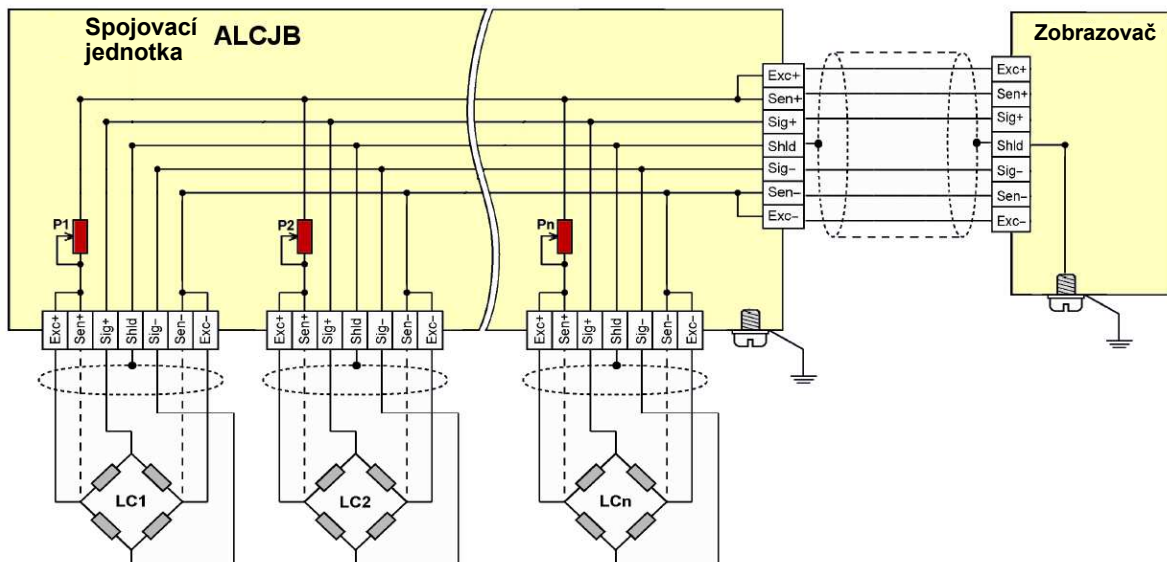 Spojovací
jednotka
ALCJB
Zobrazovač
Exc+
Sen+
Sig+
Shld
Sig–
Sen–
Exc–
Exc+
Sen+
Sig+
Shld
Sig–
Sen–
Exc–
P1
P2
Pn
Exc+
Sen+
Sig+
Shld
Sig–
Sen–
Exc–
Exc+
Sen+
Sig+
Shld
Sig–
Sen–
Exc–
Exc+
Sen+
Sig+
Shld
Sig–
Sen–
Exc–
LC1
LC2
LCn